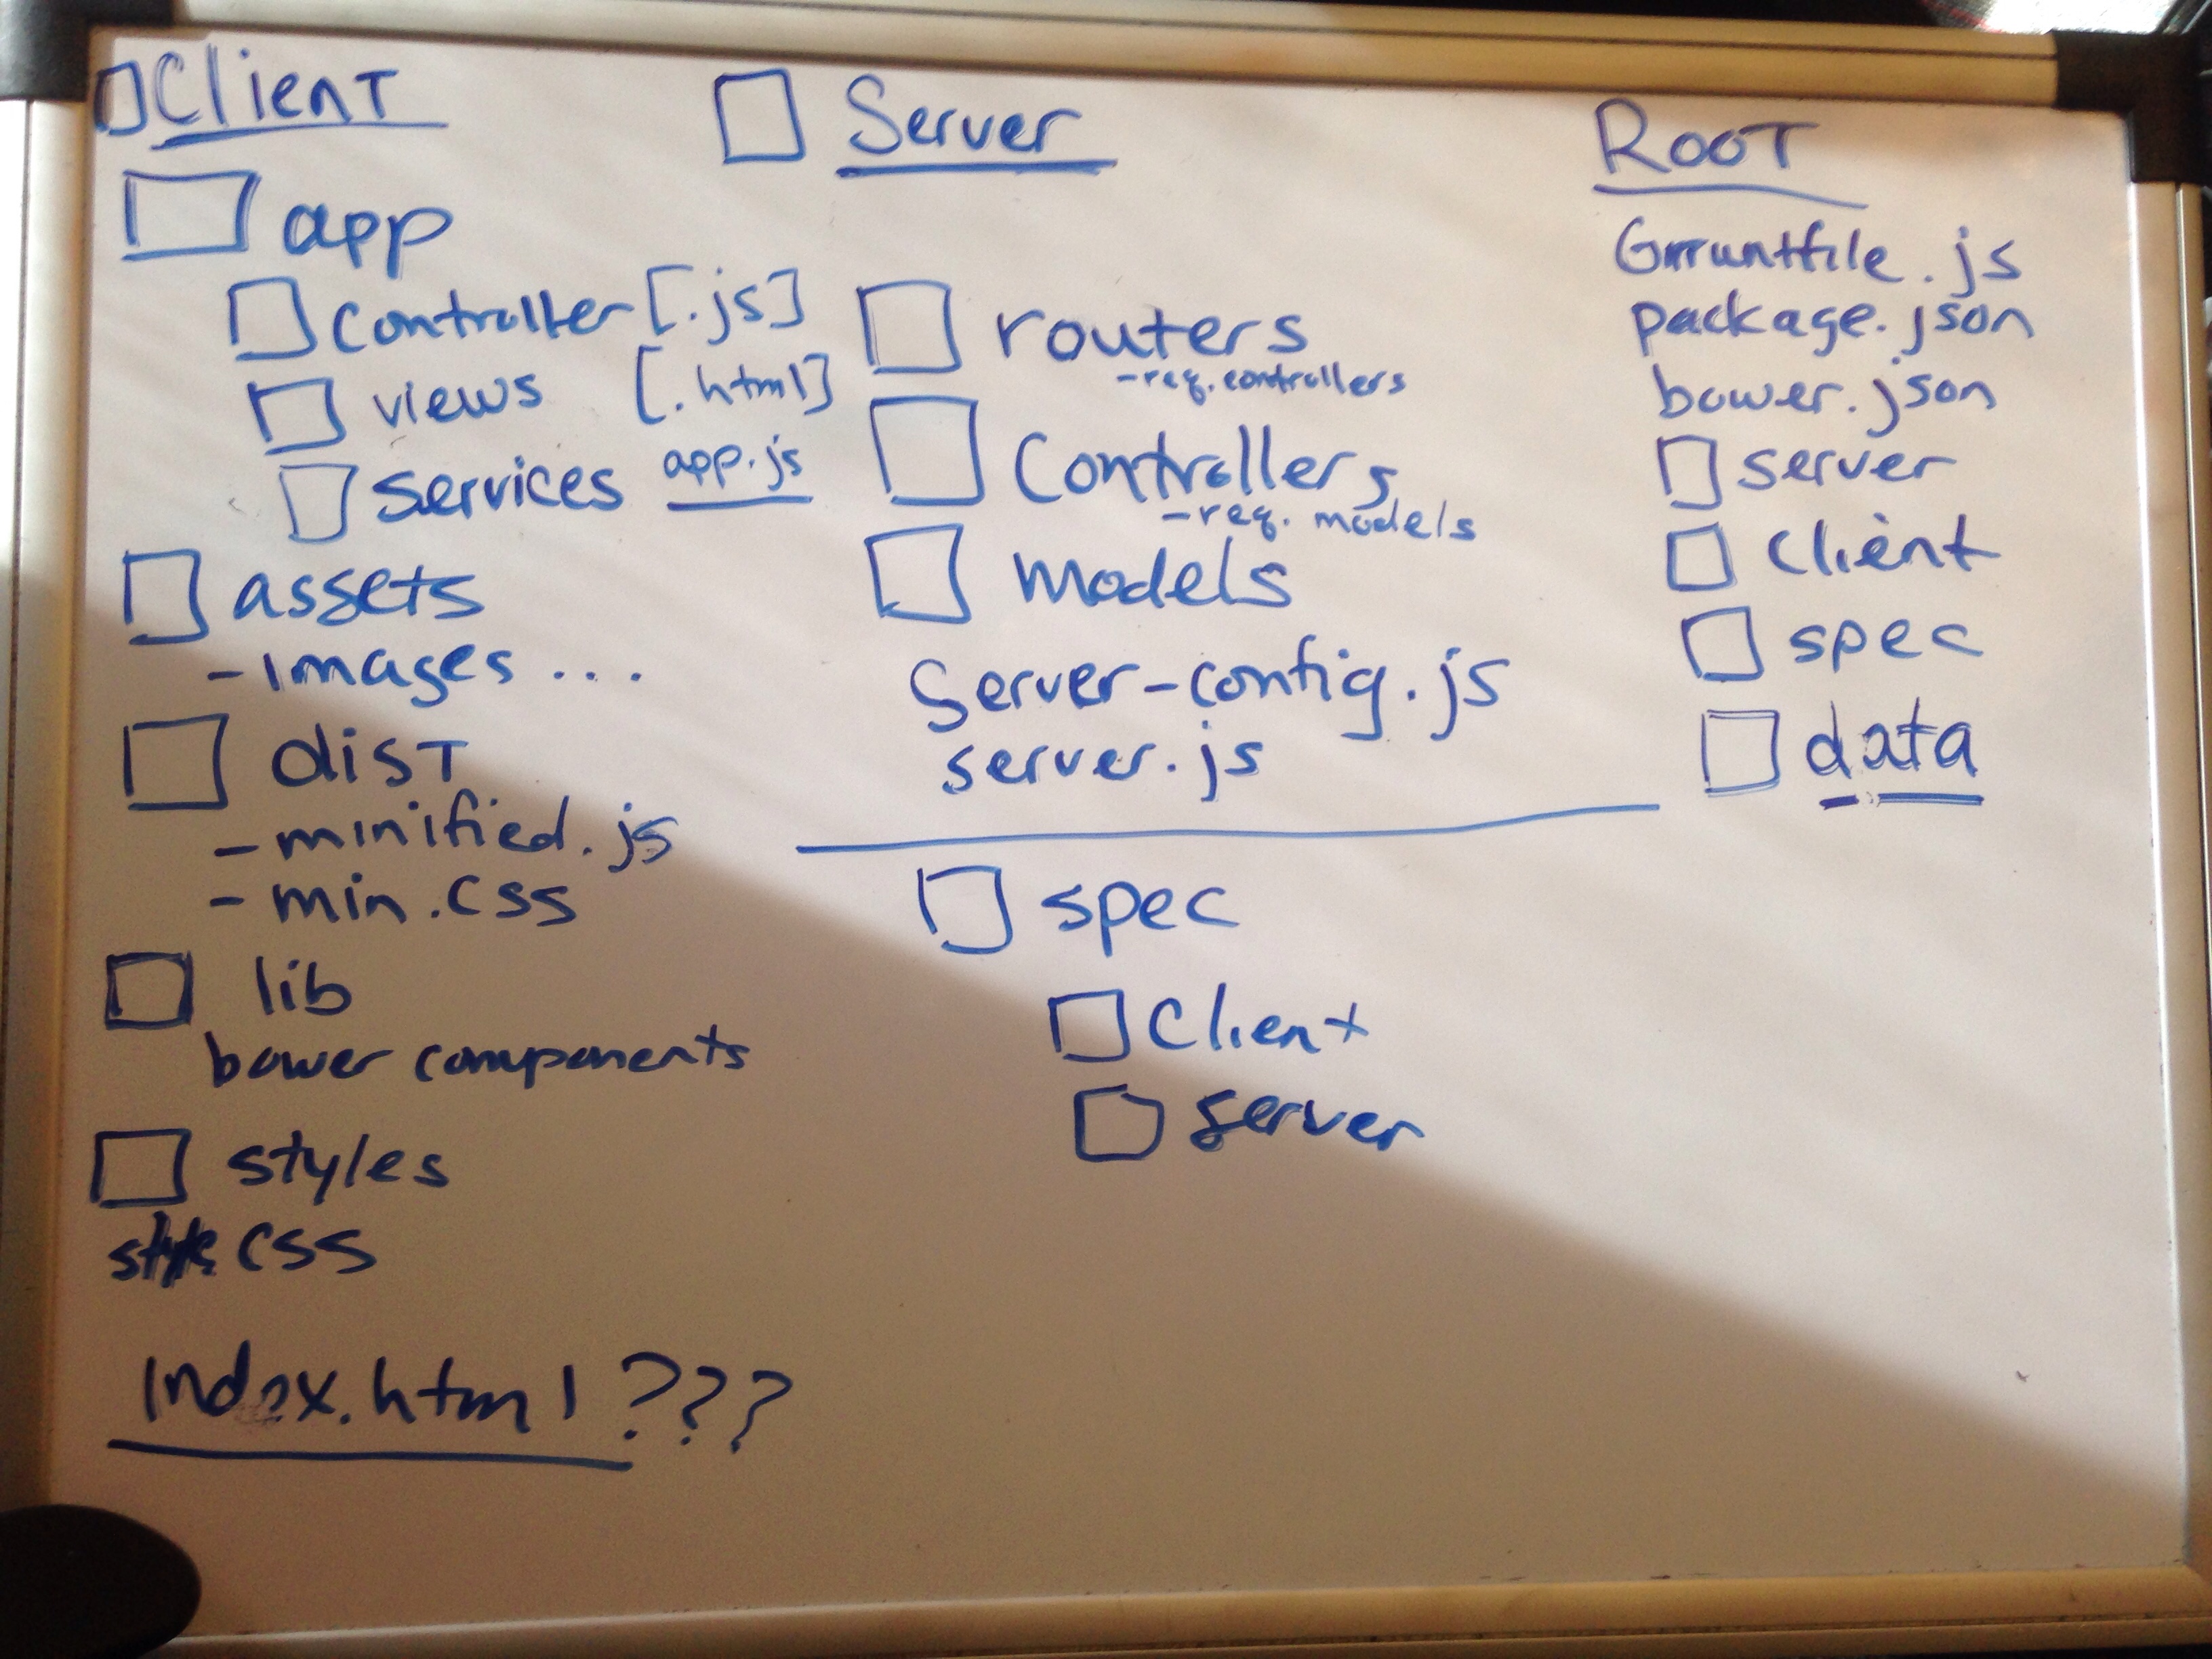 Client
app
controller [.js]
views [.html]
services app.js
assets
- images ...
dist
- minified.js
- min.css
lib
bower components
styles
style css
index.html ???
Server
routers
- req. controllers
Controllers
- req. models
models
Server-config.js
server.js
spec
Client
server
ROOT
Grruntfile.js
package.json
bower.json
server
client
spec
data